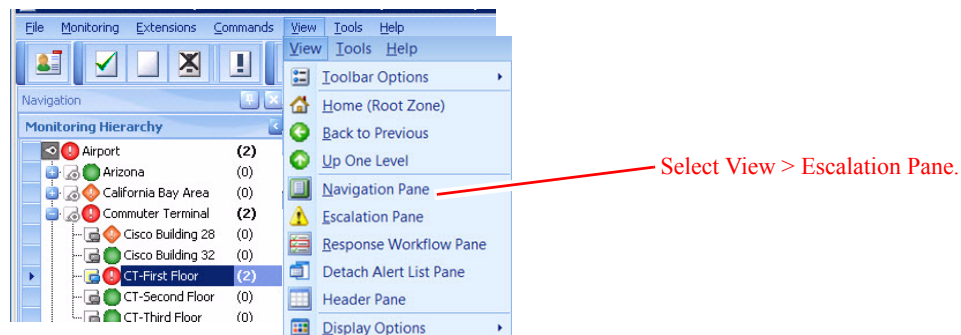 File Monitoring Extensions Commands View Tools Help
View Tools Help
Navigation
Monitoring Hierarchy
Airport (2)
Arizona (0)
California Bay Area (0)
Commuter Terminal (2)
Cisco Building 28 (0)
Cisco Building 32 (0)
CT-First Floor (2)
CT-Second Floor (0)
CT-Third Floor (0)
Toolbar Options
Home (Root Zone)
Back to Previous
Up One Level
Navigation Pane
Escalation Pane
Response Workflow Pane
Detach Alert List Pane
Header Pane
Display Options
Select View > Escalation Pane.